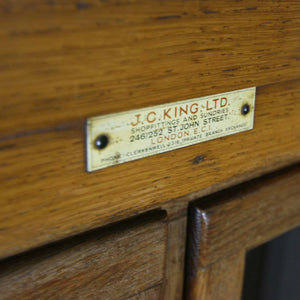 J.C.KING.LTD.
SHOPFITTINGS AND SUNDRIES
246/252 ST. JOHN STREET
LONDON, E.C.1.
PHONE: CLERKENWELL (PRIVATE BRANCH EXCHANGE)